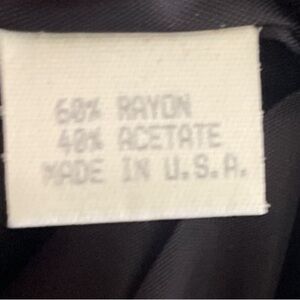 60% RAYON
40% ACETATE
MADE IN U.S.A.